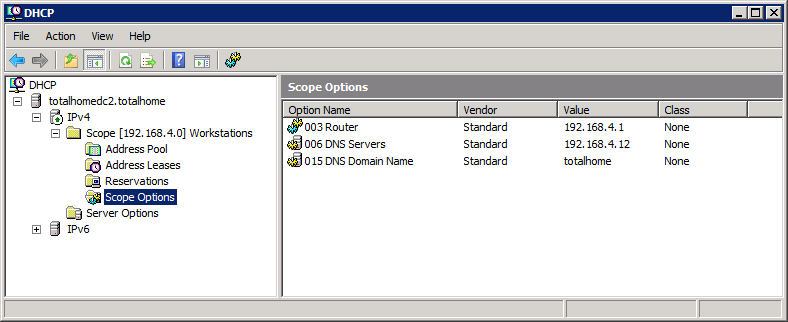 DHCP
File Action View Help
DHCP
totalhomedc2.totalhome
IPv4
Scope [192.168.4.0] Workstations
Address Pool
Address Leases
Reservations
Scope Options
Server Options
IPv6
Scope Options
Option Name Vendor Value Class
003 Router Standard 192.168.4.1 None
006 DNS Servers Standard 192.168.4.12 None
015 DNS Domain Name Standard totalhome None